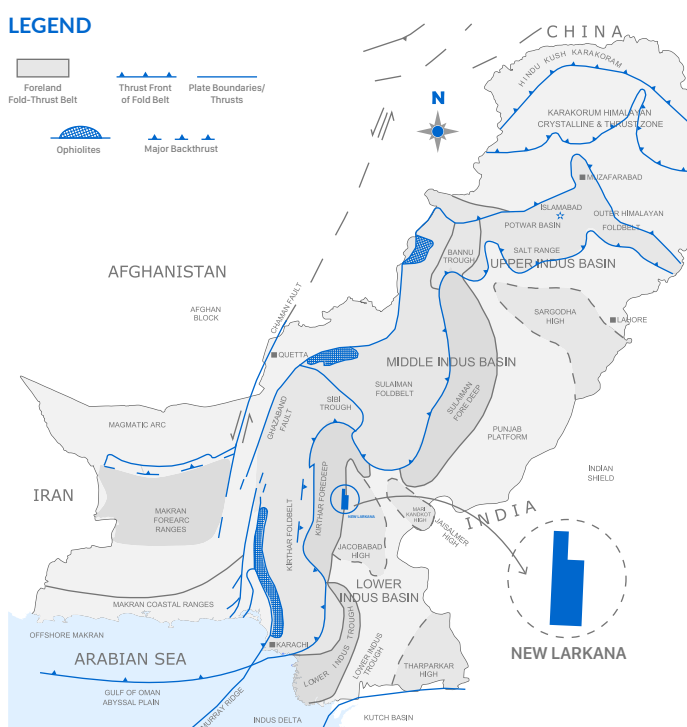 LEGEND
Foreland
Fold-Thrust Belt
Thrust Front
of Fold Belt
Plate Boundaries/
Thrusts
Ophiolites
Major Backthrust
N
CHINA
HINDU KUSH KARAKORAM
KARAKORUM HIMALAYAN
CRYSTALLINE & THRUST ZONE
MUZAFARABAD
ISLAMABAD
POTWAR BASIN
OUTER HIMALAYAN
FOLDBELT
SALT RANGE
BANNU
TROUGH
UPPER INDUS BASIN
AFGHANISTAN
AFGHAN
BLOCK
CHAMAN FAULT
SARGODHA
HIGH
LAHORE
QUETTA
MIDDLE INDUS BASIN
SULAIMAN
FOLDBELT
SULAIMAN
FORE DEEP
SIBI
TROUGH
GHAZABAND
FAULT
MAGMATIC ARC
PUNJAB
PLATFORM
INDIAN
SHIELD
IRAN
MAKRAN
FOREARC
RANGES
KIRTHAR FOLDBELT
KIRTHAR FOREDEEP
NEW LARKANA
MARI
KANDKOT
HIGH
JAISALMER
HIGH
INDIA
JACOBABAD
HIGH
LOWER
INDUS BASIN
MAKRAN COASTAL RANGES
OFFSHORE MAKRAN
KARACHI
ARABIAN SEA
LOWER INDUS TROUGH
LOWER INDUS
TROUGH
THARPARKAR
HIGH
NEW LARKANA
GULF OF OMAN
ABYSSAL PLAIN
MURRAY RIDGE
INDUS DELTA
KUTCH BASIN